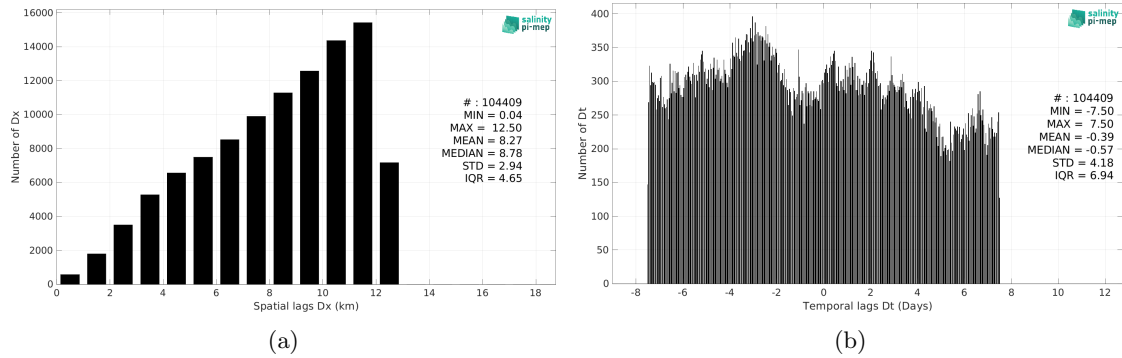 16000
14000
12000
10000
8000
6000
4000
2000
0
Number of Dx
0 2 4 6 8 10 12 14 16 18
Spatial lags Dx (km)
salinity
pi-mep
# : 104409
MIN = 0.04
MAX = 12.50
MEAN = 8.27
MEDIAN = 8.78
STD = 2.94
IQR = 4.65
(a)
400
350
300
250
200
150
100
50
0
Number of Dt
-8 -6 -4 -2 0 2 4 6 8 10 12
Temporal lags Dt (Days)
salinity
pi-mep
# : 104409
MIN = -7.50
MAX = 7.50
MEAN = -0.39
MEDIAN = -0.57
STD = 4.18
IQR = 6.94
(b)